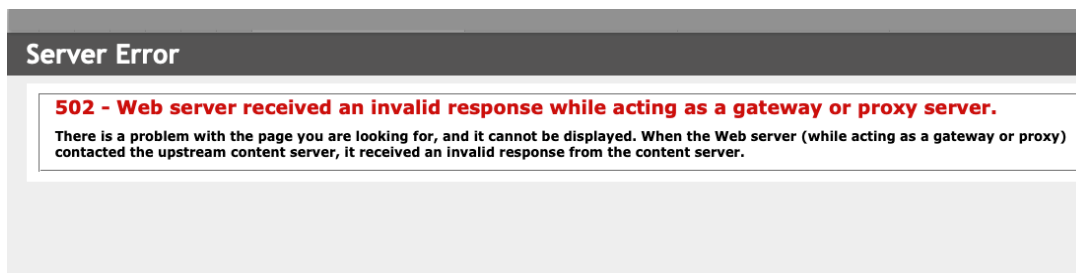 Server Error
502 - Web server received an invalid response while acting as a gateway or proxy server.
There is a problem with the page you are looking for, and it cannot be displayed. When the Web server (while acting as a gateway or proxy)
contacted the upstream content server, it received an invalid response from the content server.